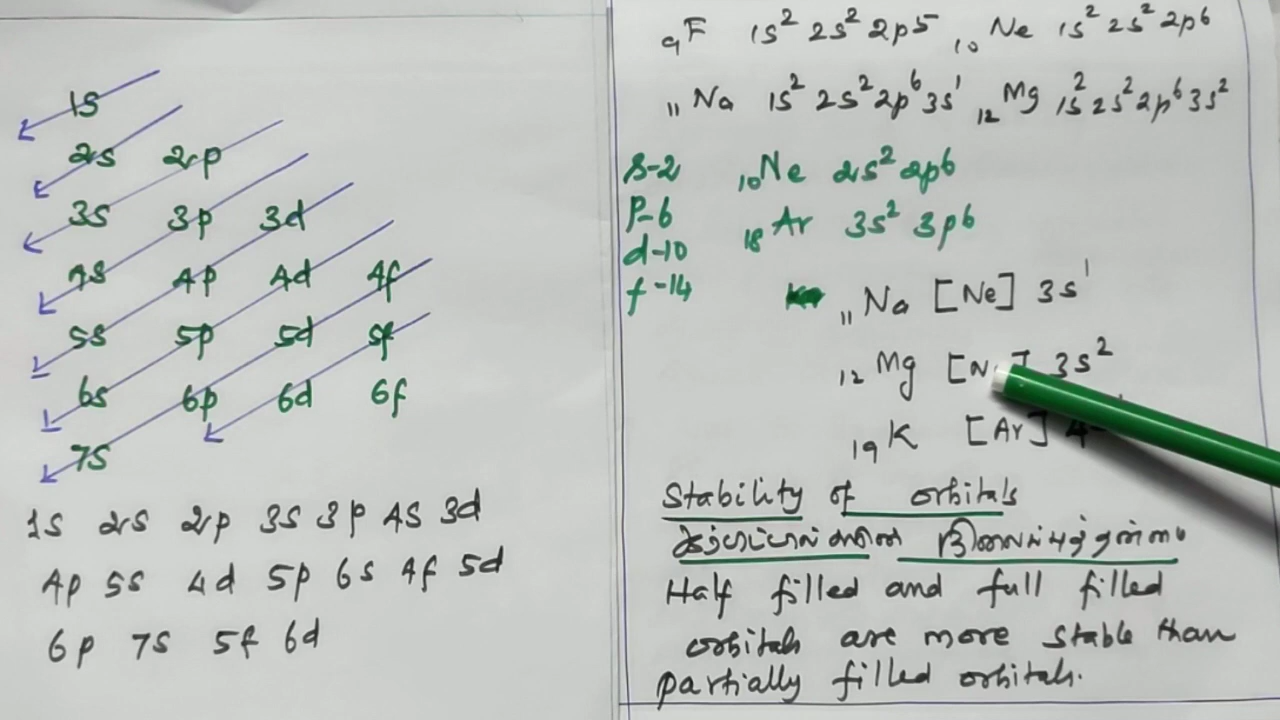 1s
2s 2p
3s 3p 3d
4s 4p 4d 4f
5s 5p 5d 5f
6s 6p 6d 6f
7s
1s 2s 2p 3s 3p 4s 3d
4p 5s 4d 5p 6s 4f 5d
6p 7s 5f 6d
₉F 1s² 2s² 2p5 ₁₀Ne 1s² 2s² 2p6
₁₁Na 1s² 2s² 2p⁶ 3s¹ ₁₂Mg 1s² 2s² 2p⁶ 3s²
s-2
p-6
d-10
f-14
₁₀Ne 2s² 2p6
₁₈Ar 3s² 3p6
₁₁Na [Ne] 3s¹
₁₂Mg [Ne] 3s²
₁₉K [Ar]
Stability of orbitals
ஆர்பிட்டால்களின் நிலைப்புத்தன்மை
Half filled and full filled
orbitals are more stable than
partially filled orbitals.